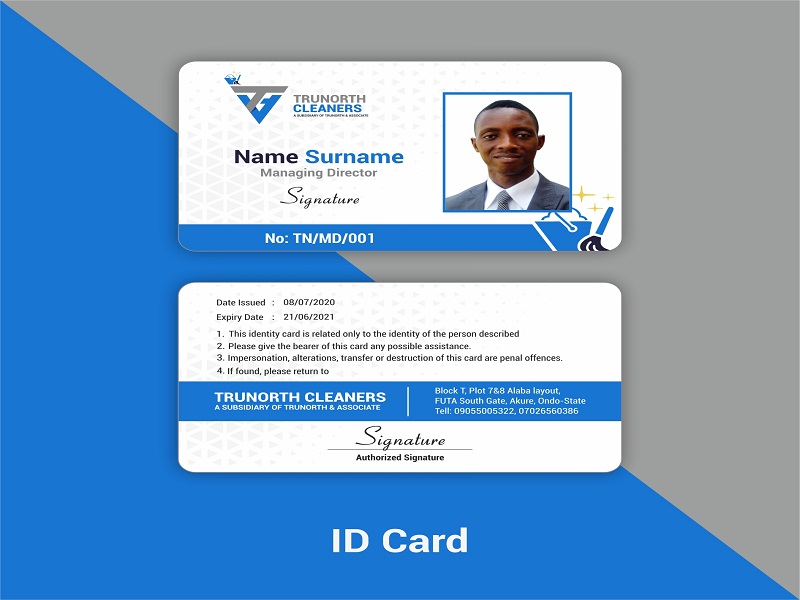 TRUNORTH
CLEANERS
A SUBSIDIARY OF TRUNORTH & ASSOCIATE
Name Surname
Managing Director
Signature
No: TN/MD/001
Date Issued : 08/07/2020
Expiry Date : 21/06/2021
1. This identity card is related only to the identity of the person described
2. Please give the bearer of this card any possible assistance.
3. Impersonation, alterations, transfer or destruction of this card are penal offences.
4. If found, please return to
TRUNORTH CLEANERS
A SUBSIDIARY OF TRUNORTH & ASSOCIATE
Block T, Plot 7&8 Alaba layout,
FUTA South Gate, Akure, Ondo-State
Tell: 09055005322, 07026560386
Signature
Authorized Signature
ID Card